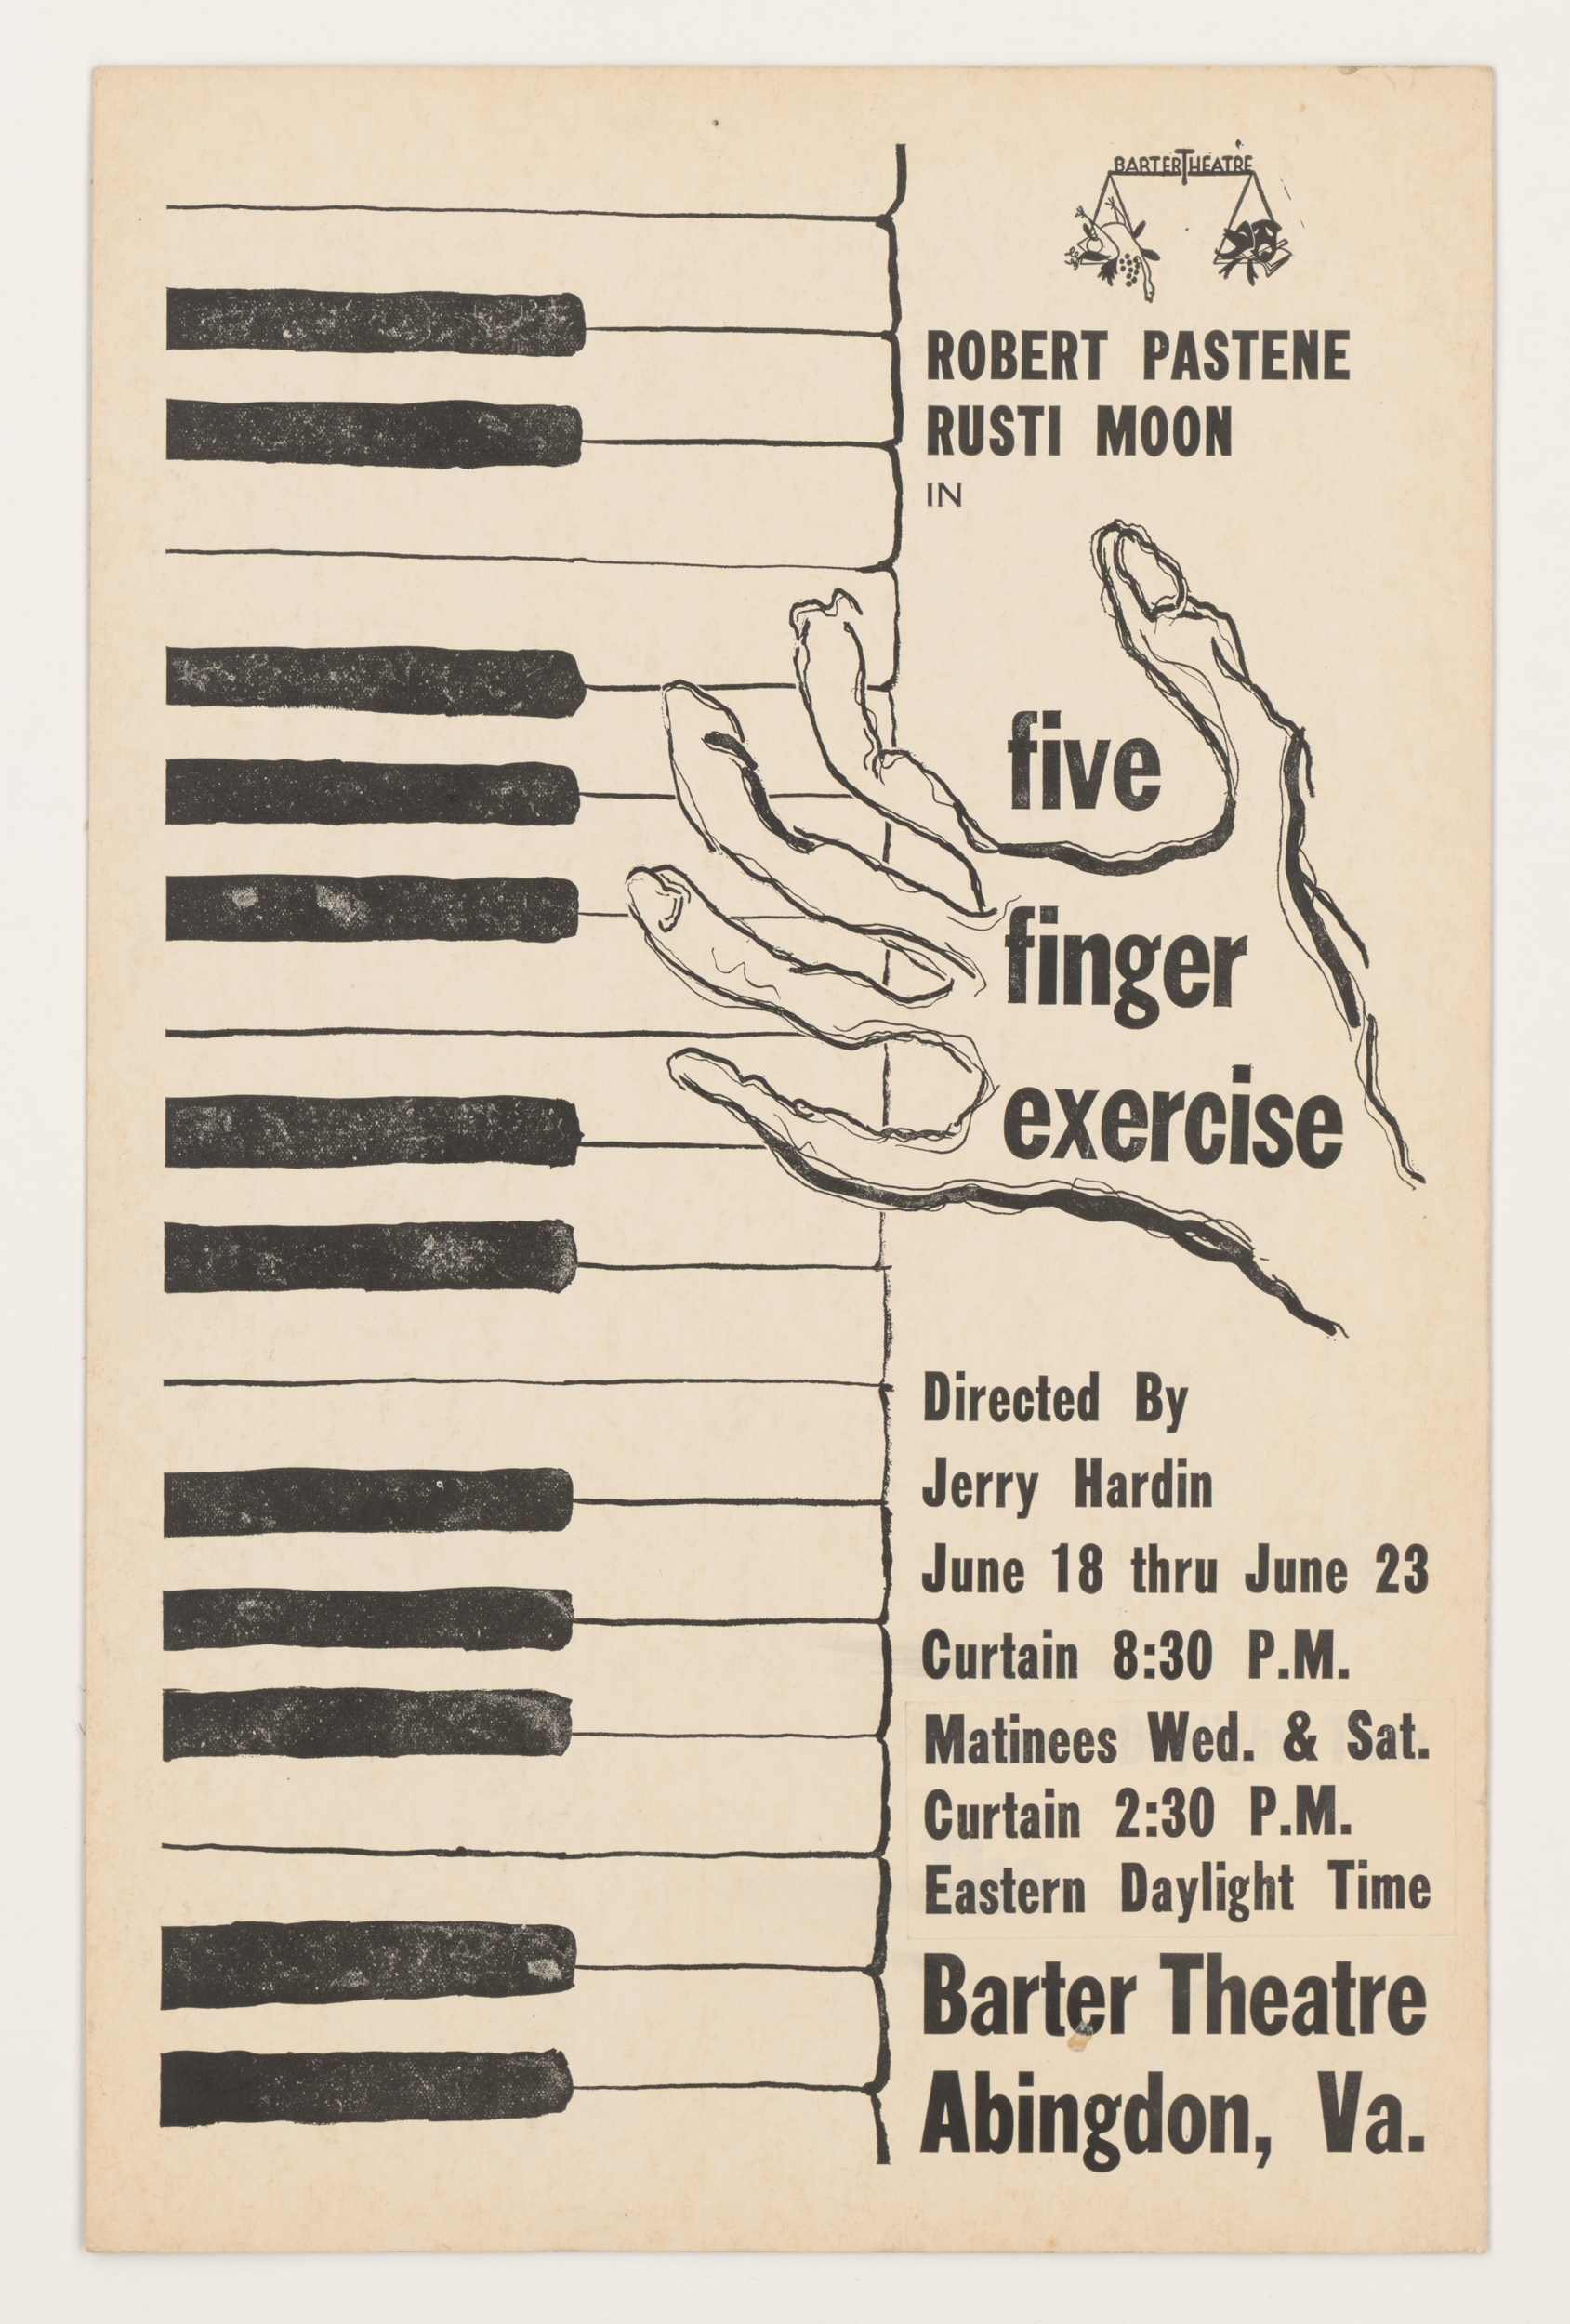 BARTER THEATRE
ROBERT PASTENE
RUSTI MOON
IN
five
finger
exercise
Directed By
Jerry Hardin
June 18 thru June 23
Curtain 8:30 P.M.
Matinees Wed. & Sat.
Curtain 2:30 P.M.
Eastern Daylight Time
Barter Theatre
Abingdon, Va.